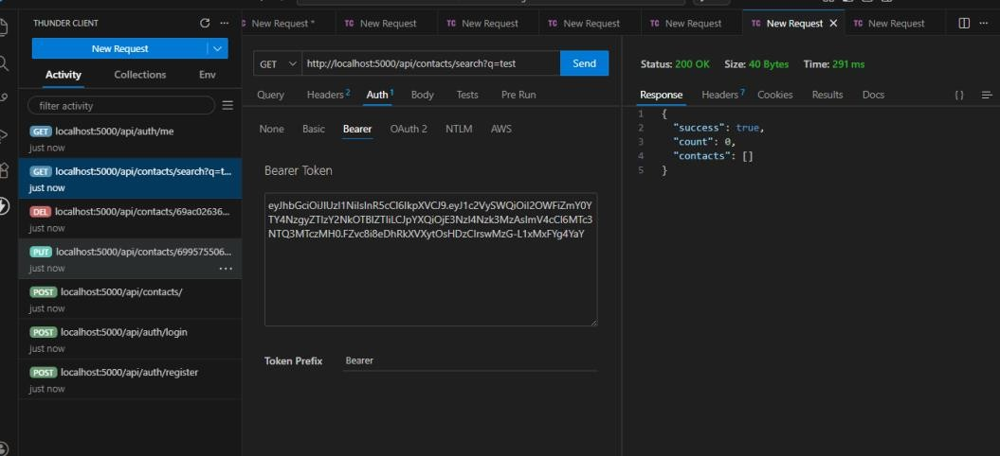 THUNDER CLIENT
New Request
Activity Collections Env
filter activity
GET localhost:5000/api/auth/me
just now
GET localhost:5000/api/contacts/search?q=t...
just now
DEL localhost:5000/api/contacts/69ac02636...
just now
PUT localhost:5000/api/contacts/699575506...
just now
POST localhost:5000/api/contacts/
just now
POST localhost:5000/api/auth/login
just now
POST localhost:5000/api/auth/register
just now
New Request * TC New Request TC New Request TC New Request TC New Request TC New Request TC New Request
GET http://localhost:5000/api/contacts/search?q=test Send
Query Headers 2 Auth 1 Body Tests Pre Run
None Basic Bearer OAuth 2 NTLM AWS
Bearer Token
Token Prefix Bearer
Status: 200 OK Size: 40 Bytes Time: 291 ms
Response Headers 7 Cookies Results Docs {}
1 {
2 "success": true,
3 "count": 0,
4 "contacts": []
5 }